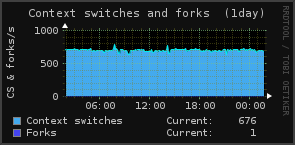 Context switches and forks (1day)
RRDTOOL / TOBI OETIKER
CS & forks/s
1000
500
0
06:00 12:00 18:00 00:00
Context switches Current: 676
Forks Current: 1